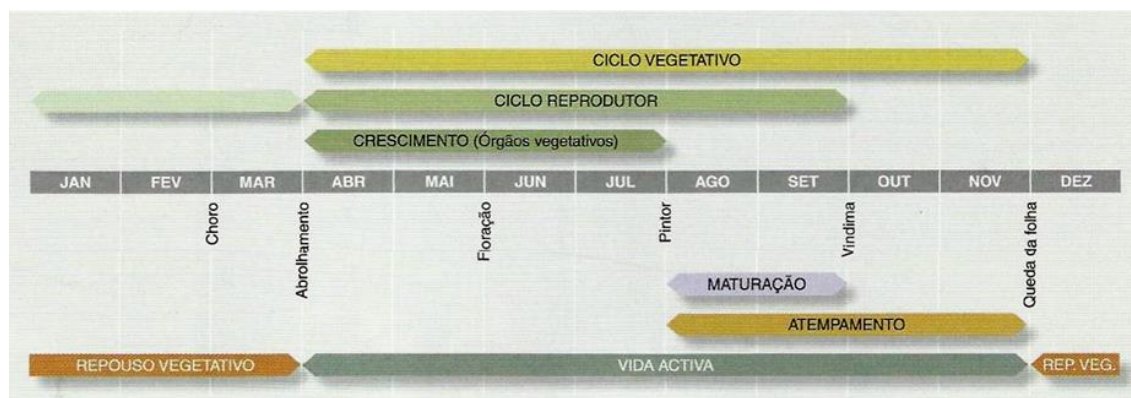 CICLO VEGETATIVO
CICLO REPRODUTOR
CRESCIMENTO (Órgãos vegetativos)
JAN FEV MAR ABR MAI JUN JUL AGO SET OUT NOV DEZ
Choro
Abrolhamento
Floração
Pintor
Vindima
Queda da folha
MATURAÇÃO
ATEMPAMENTO
REPOUSO VEGETATIVO VIDA ACTIVA REP. VEG.